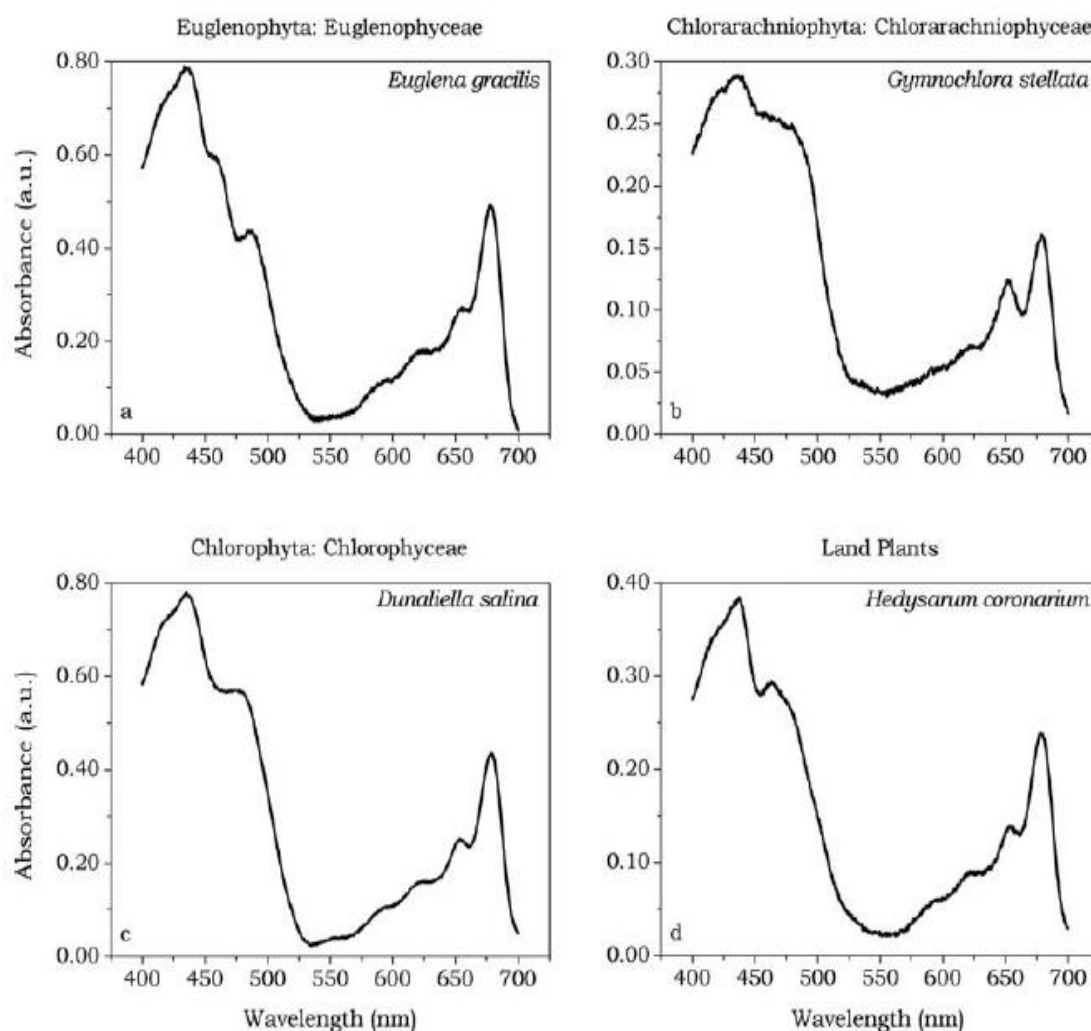 Euglenophyta: Euglenophyceae
Euglena gracilis
Absorbance (a.u.)
0.80
0.60
0.40
0.20
0.00
a
400 450 500 550 600 650 700
Chlorarachniophyta: Chlorarachniophyceae
Gymnochlora stellata
0.30
0.25
0.20
0.15
0.10
0.05
0.00
b
400 450 500 550 600 650 700
Chlorophyta: Chlorophyceae
Dunaliella salina
Absorbance (a.u.)
0.80
0.60
0.40
0.20
0.00
c
400 450 500 550 600 650 700
Wavelength (nm)
Land Plants
Hedysarum coronarium
0.40
0.30
0.20
0.10
0.00
d
400 450 500 550 600 650 700
Wavelength (nm)